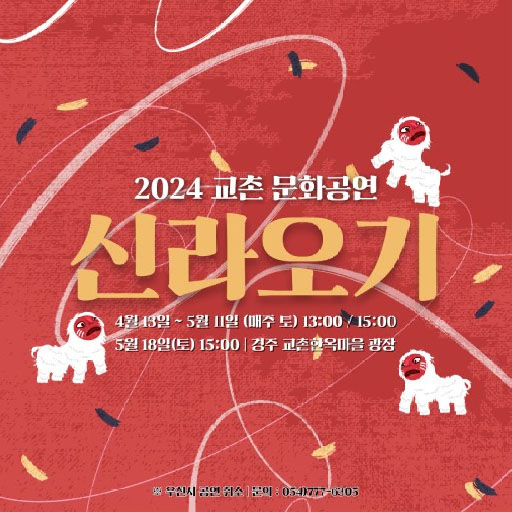 2024 교촌 문화공연
신라오기
4월 13일 ~ 5월 11일 (매주 토) 13:00 / 15:00
5월 18일(토) 15:00 | 경주 교촌한옥마을 광장
※ 우천시 공연 취소 | 문의 : 054)777-6305